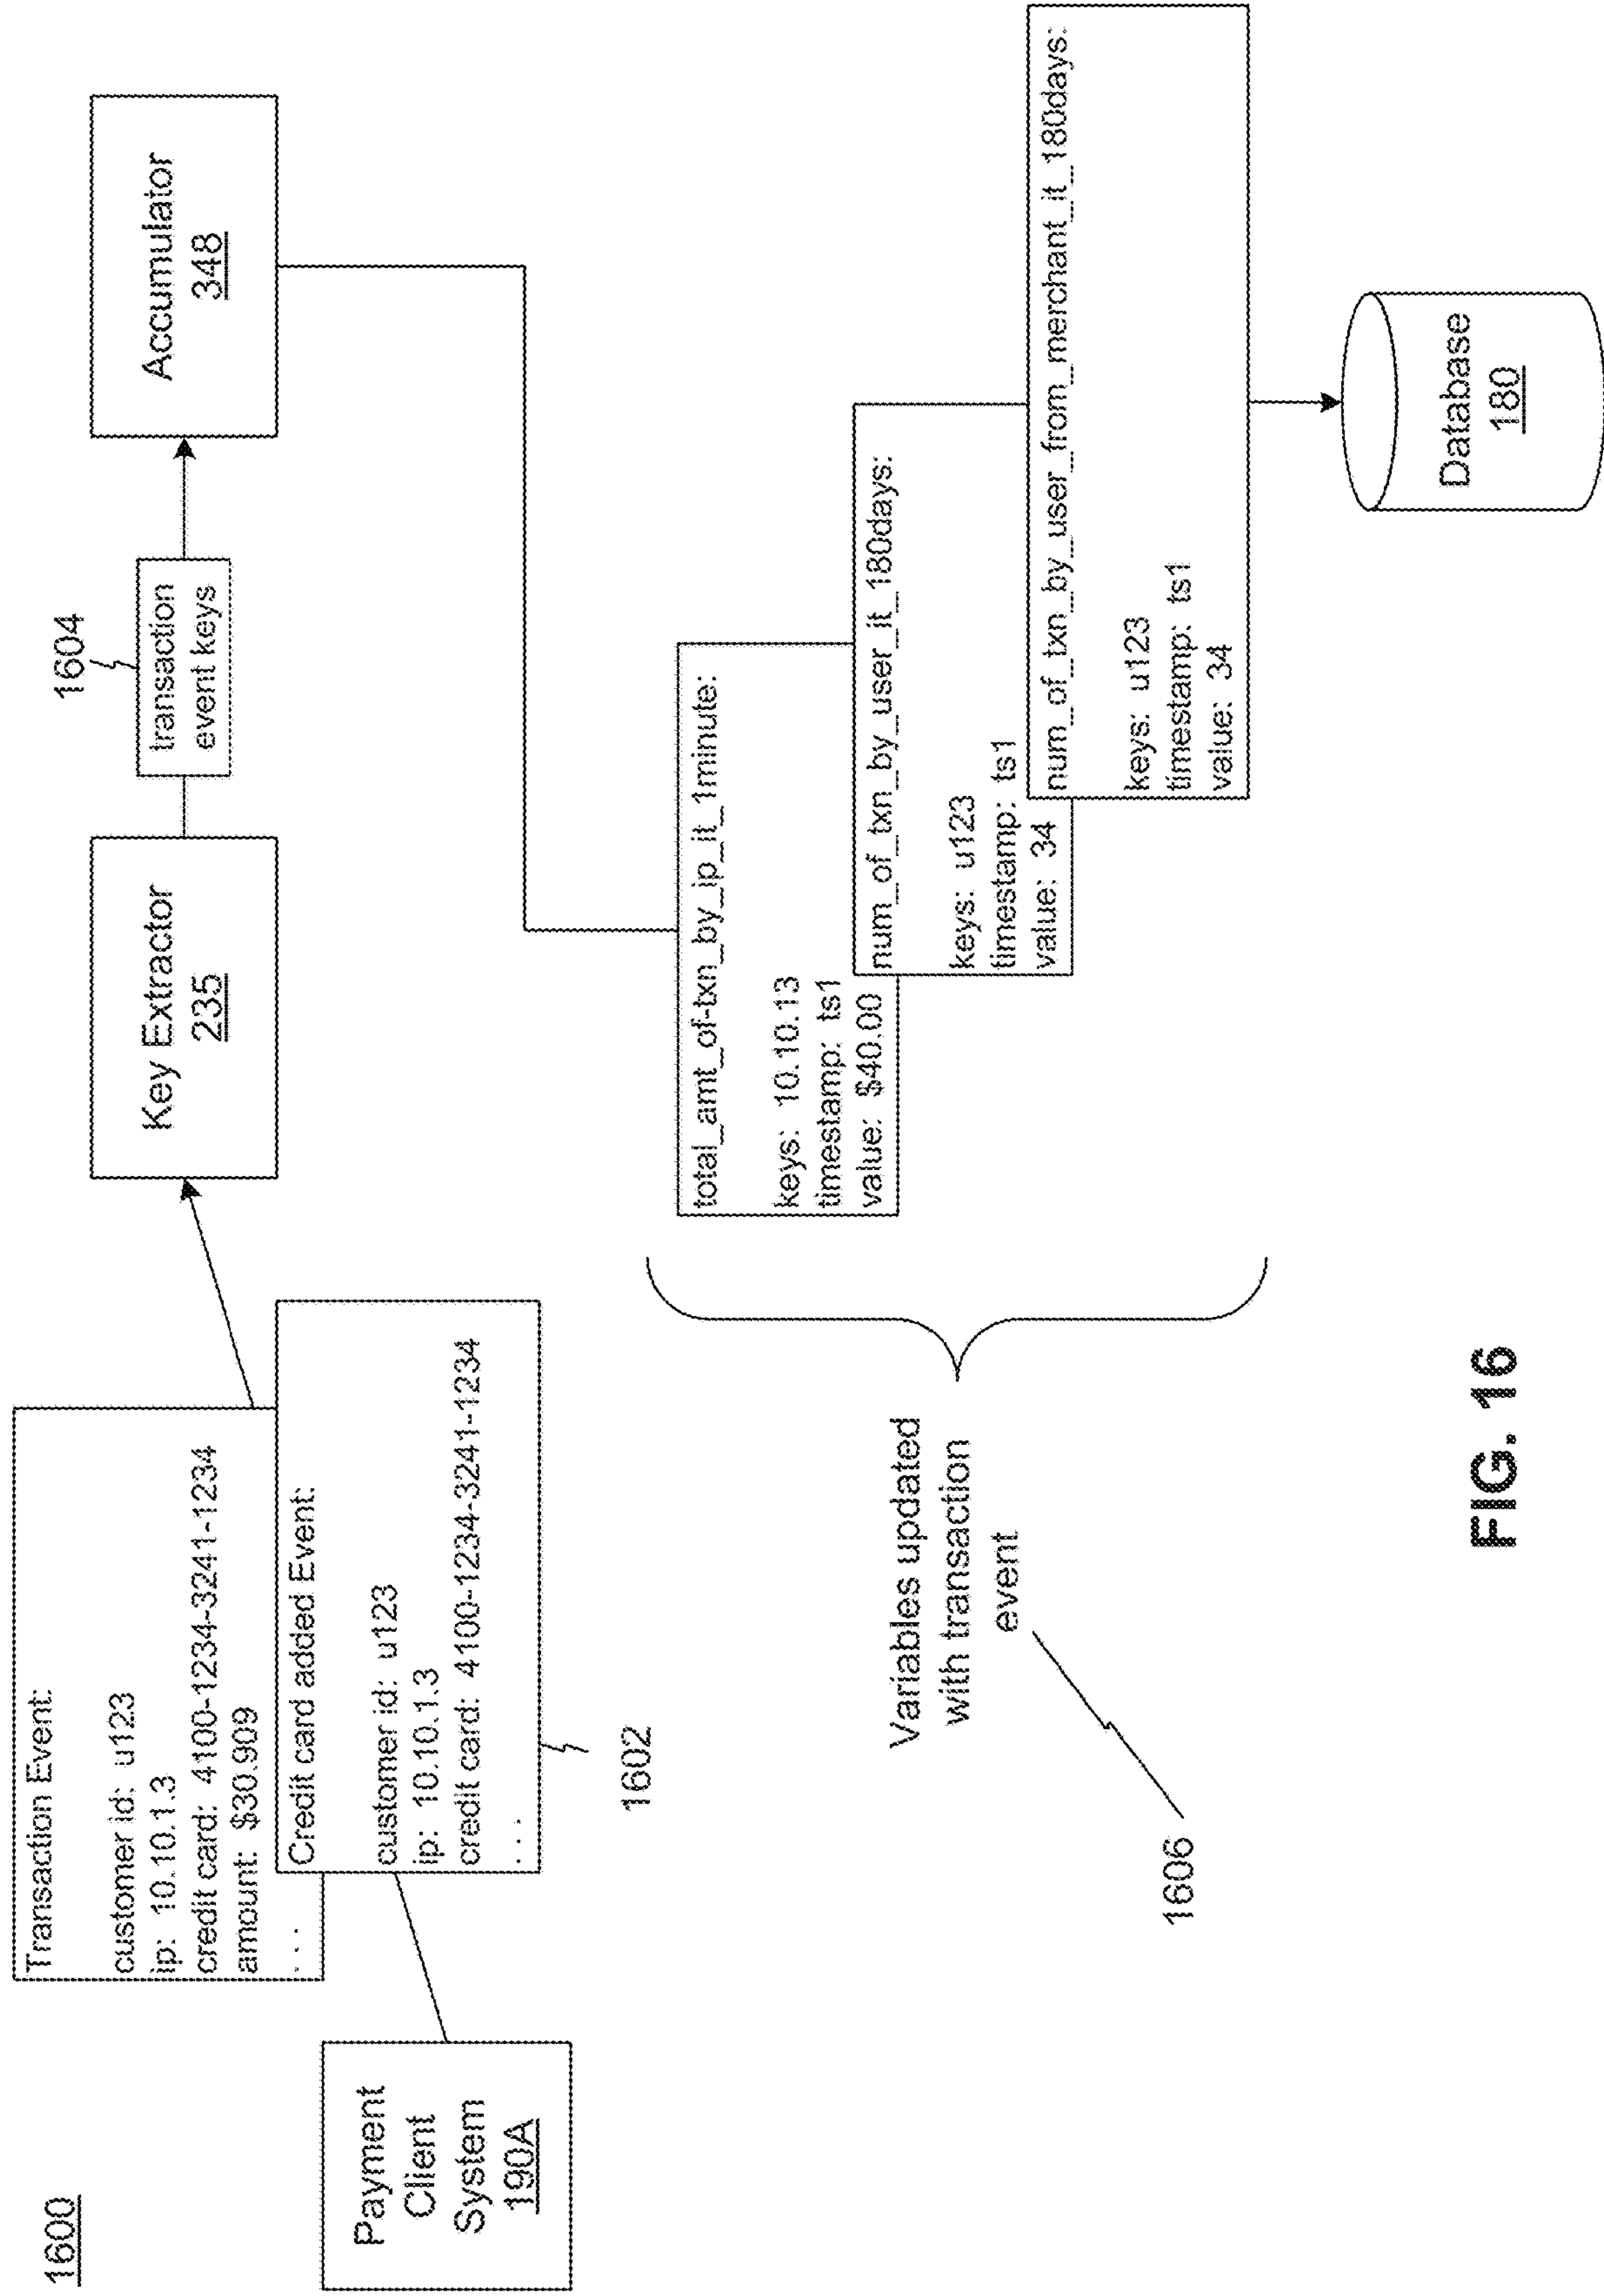 1600
Payment
Client
System
190A
Transaction Event:
customer id: u123
ip: 10.10.1.3
credit card: 4100-1234-3241-1234
amount: $30.909
. . .
Credit card added Event:
customer id: u123
ip: 10.10.1.3
credit card: 4100-1234-3241-1234
. . .
1602
Key Extractor
235
1604
transaction
event keys
Accumulator
348
total_amt_of-txn_by_ip_it_1minute:
keys: 10.10.13
timestamp: ts1
value: $40.00
num_of_txn_by_user_it_180days:
keys: u123
timestamp: ts1
value: 34
num_of_txn_by_user_from_merchant_it_180days:
keys: u123
timestamp: ts1
value: 34
Variables updated
with transaction
event
1606
Database
180
FIG. 16